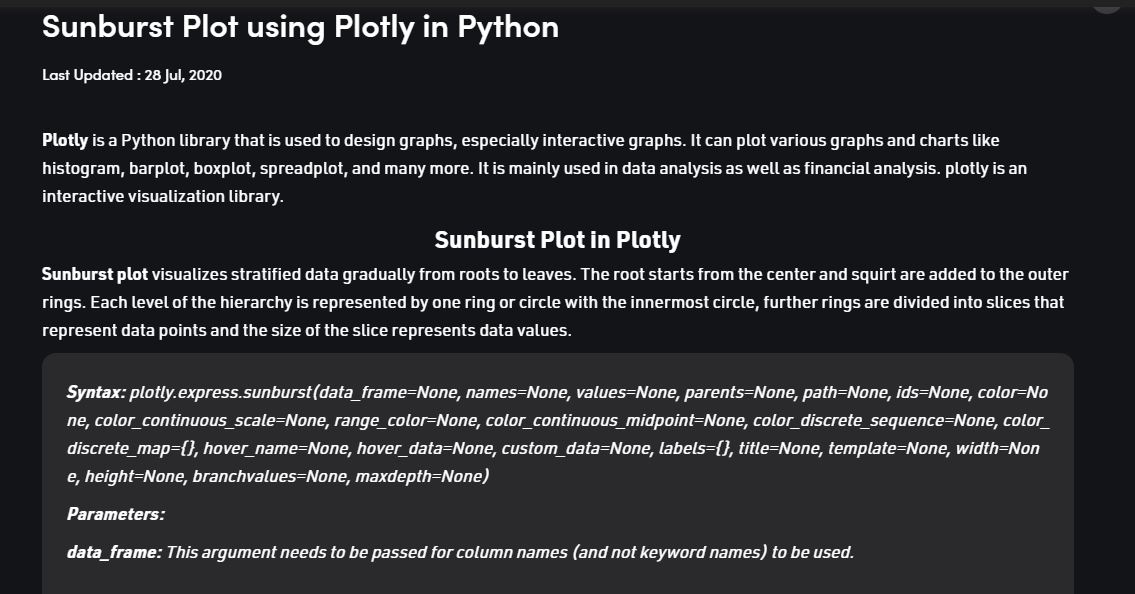 Sunburst Plot using Plotly in Python
Last Updated : 28 Jul, 2020
Plotly is a Python library that is used to design graphs, especially interactive graphs. It can plot various graphs and charts like
histogram, barplot, boxplot, spreadplot, and many more. It is mainly used in data analysis as well as financial analysis. plotly is an
interactive visualization library.
Sunburst Plot in Plotly
Sunburst plot visualizes stratified data gradually from roots to leaves. The root starts from the center and squirt are added to the outer
rings. Each level of the hierarchy is represented by one ring or circle with the innermost circle, further rings are divided into slices that
represent data points and the size of the slice represents data values.
Syntax: plotly.express.sunburst(data_frame=None, names=None, values=None, parents=None, path=None, ids=None, color=No
ne, color_continuous_scale=None, range_color=None, color_continuous_midpoint=None, color_discrete_sequence=None, color_
discrete_map={}, hover_name=None, hover_data=None, custom_data=None, labels={}, title=None, template=None, width=Non
e, height=None, branchvalues=None, maxdepth=None)
Parameters:
data_frame: This argument needs to be passed for column names (and not keyword names) to be used.